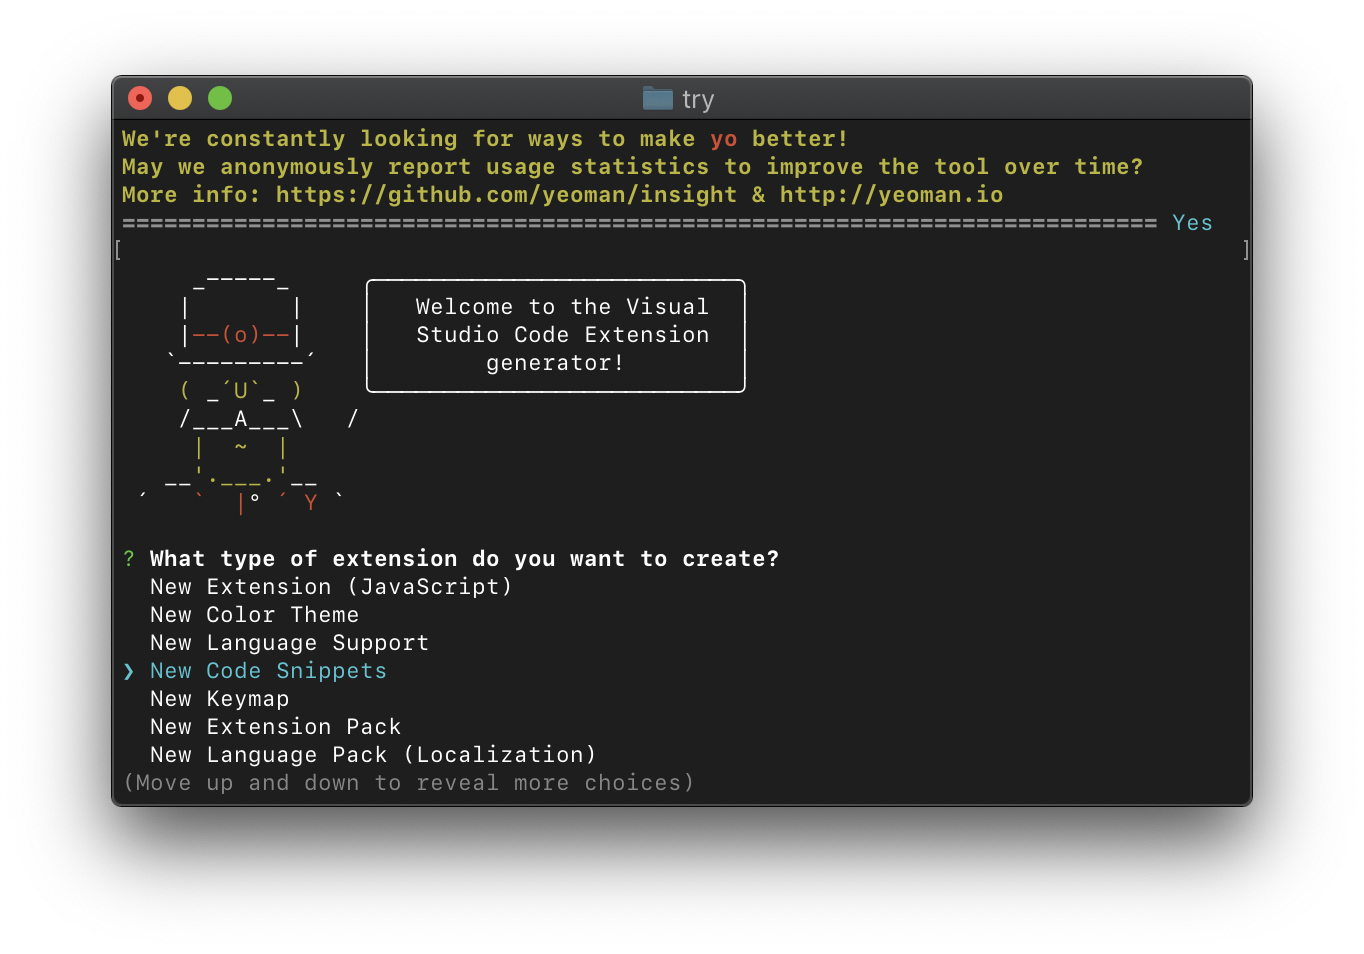 try
We're constantly looking for ways to make yo better!
May we anonymously report usage statistics to improve the tool over time?
More info: https://github.com/yeoman/insight & http://yeoman.io
========================================================================== Yes
Welcome to the Visual
Studio Code Extension
generator!
? What type of extension do you want to create?
New Extension (JavaScript)
New Color Theme
New Language Support
❯ New Code Snippets
New Keymap
New Extension Pack
New Language Pack (Localization)
(Move up and down to reveal more choices)